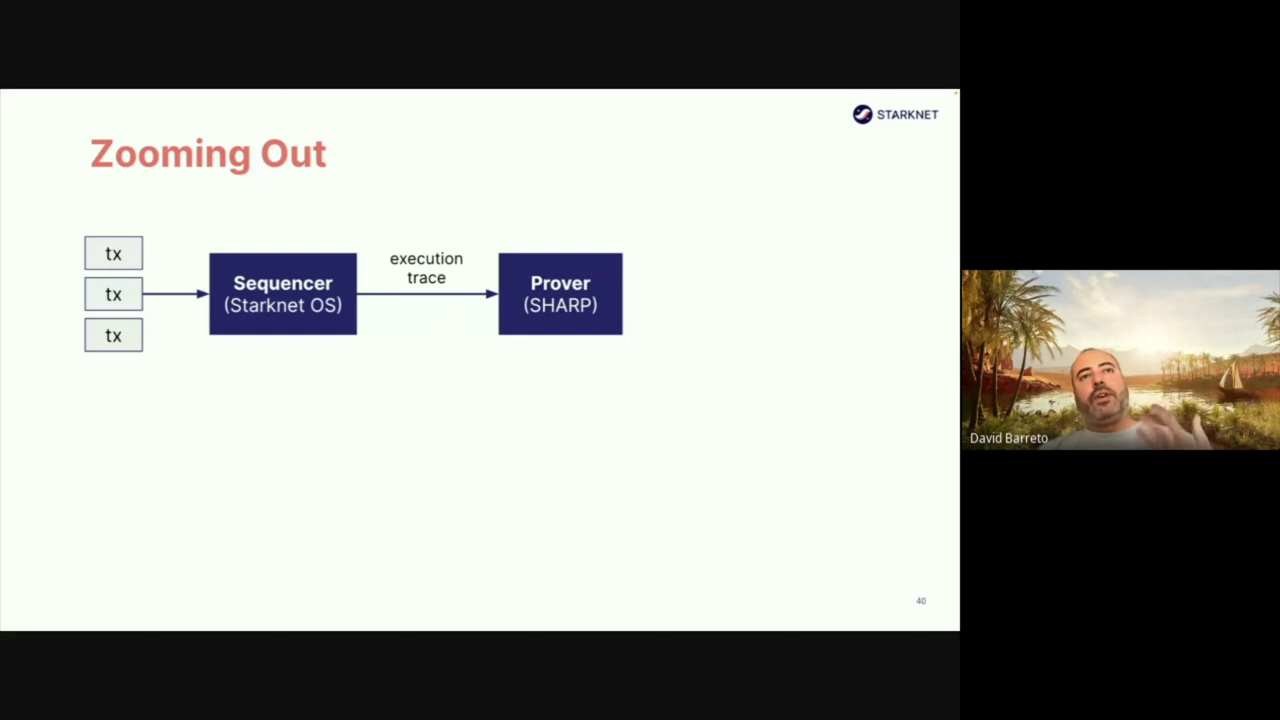 STARKNET
Zooming Out
tx
tx
tx
Sequencer
(Starknet OS)
execution
trace
Prover
(SHARP)
David Barreto
40